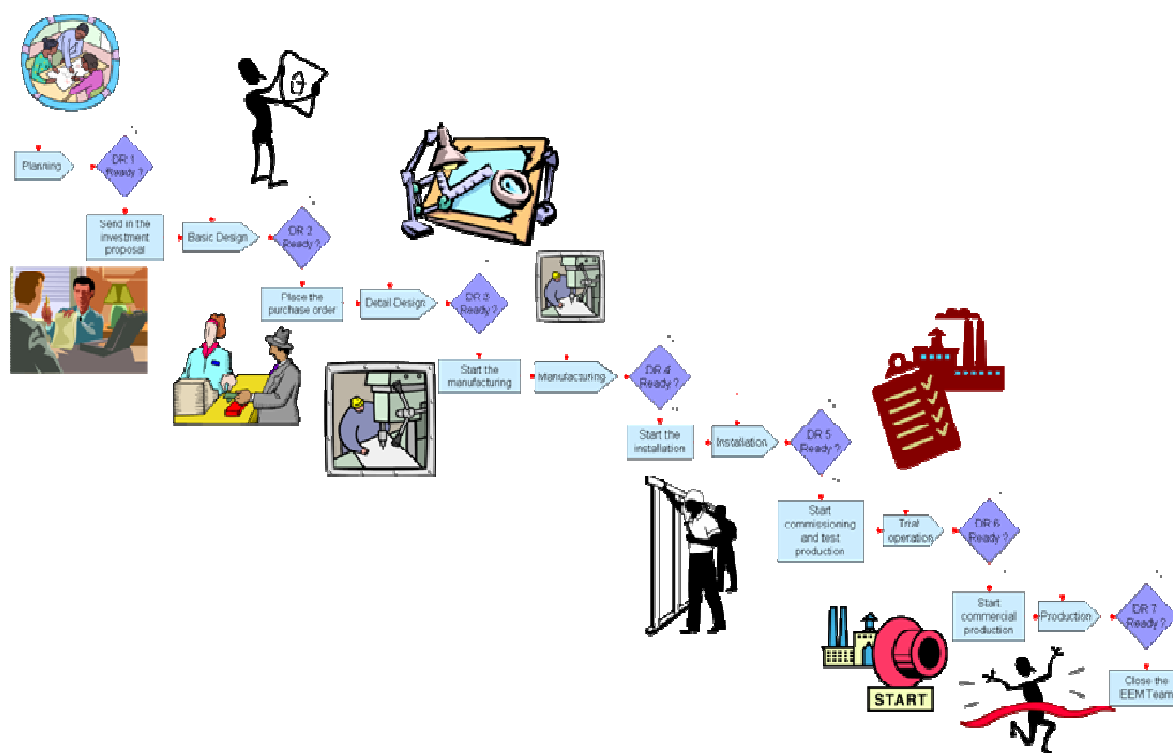 Planning
DR 1
Ready ?
Send in the
investment
proposal
Basic Design
DR 2
Ready ?
Place the
purchase order
Detail Design
DR 3
Ready ?
Start the
manufacturing
Manufacturing
DR 4
Ready ?
Start the
installation
Installation
DR 5
Ready ?
Start
commissioning
and test
production
Trial
operation
DR 6
Ready ?
Start
commercial
production
Production
DR 7
Ready ?
START
Close the
EEM Team